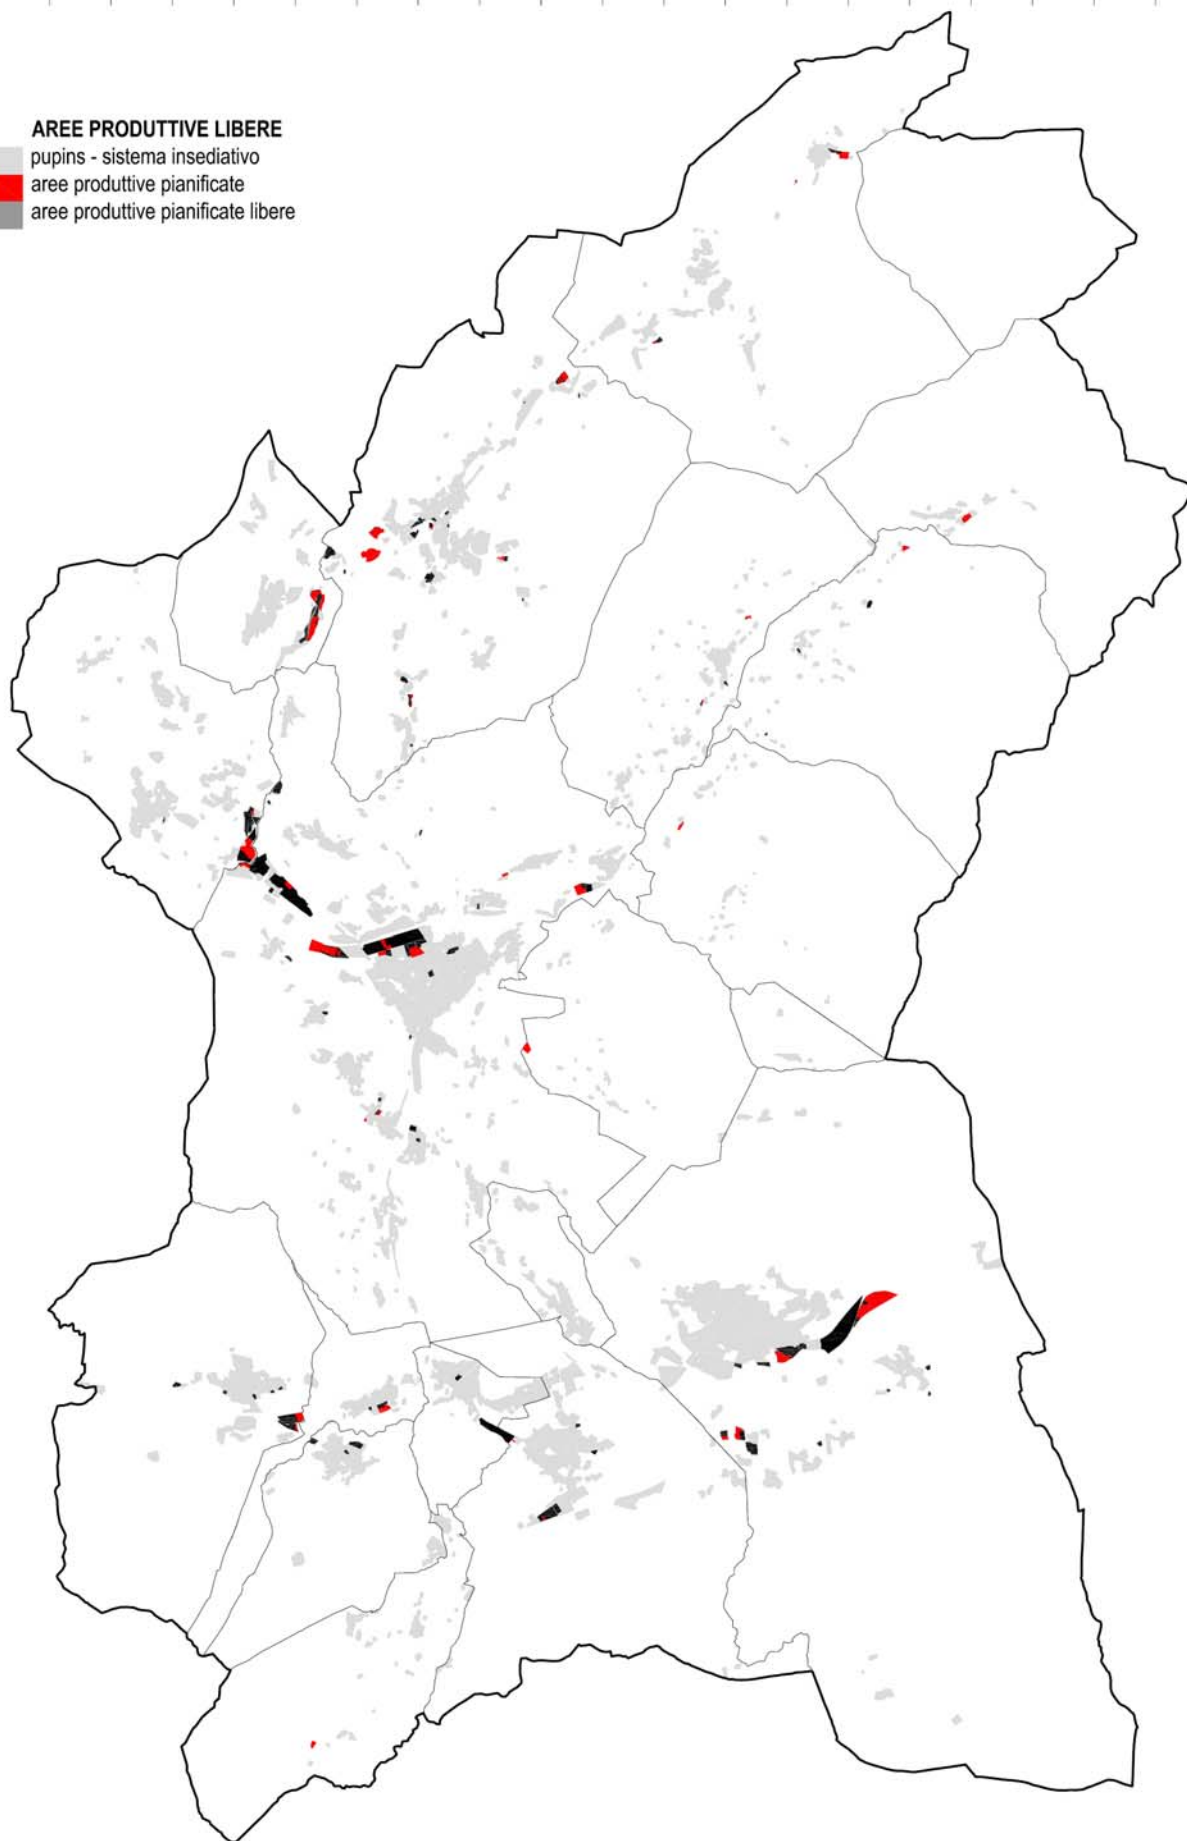 AREE PRODUTTIVE LIBERE
pupins - sistema insediativo
aree produttive pianificate
aree produttive pianificate libere